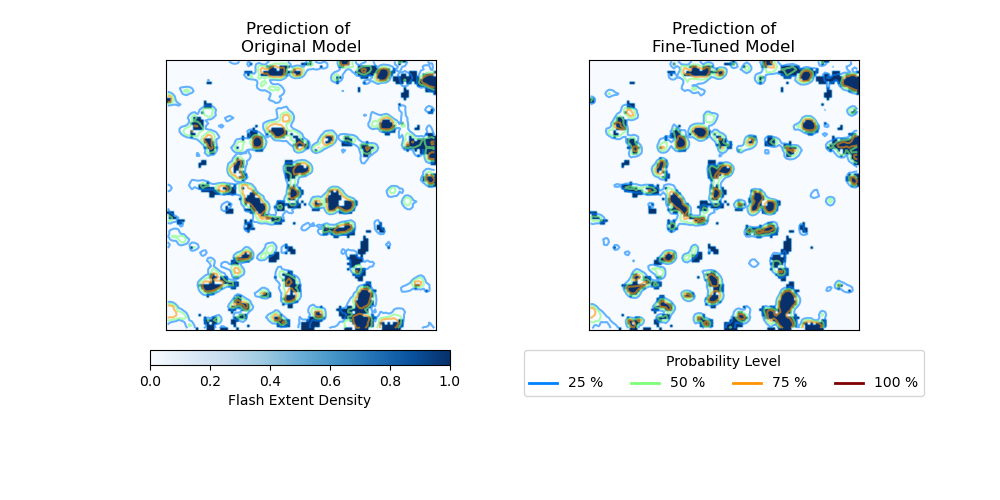 Prediction of
Original Model
Prediction of
Fine-Tuned Model
0.0 0.2 0.4 0.6 0.8 1.0
Flash Extent Density
Probability Level
25 % 50 % 75 % 100 %